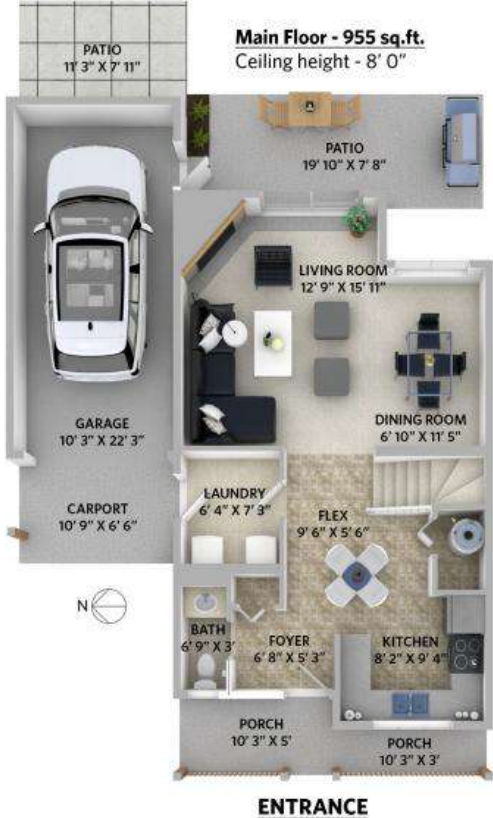 Main Floor - 955 sq.ft.
Ceiling height - 8' 0"
PATIO
11' 3" X 7' 11"
PATIO
19' 10" X 7' 8"
LIVING ROOM
12' 9" X 15' 11"
GARAGE
10' 3" X 22' 3"
DINING ROOM
6' 10" X 11' 5"
CARPORT
10' 9" X 6' 6"
LAUNDRY
6' 4" X 7' 3"
FLEX
9' 6" X 5' 6"
N
BATH
6' 9" X 3'
FOYER
6' 8" X 5' 3"
KITCHEN
8' 2" X 9' 4"
PORCH
10' 3" X 5'
PORCH
10' 3" X 3'
ENTRANCE